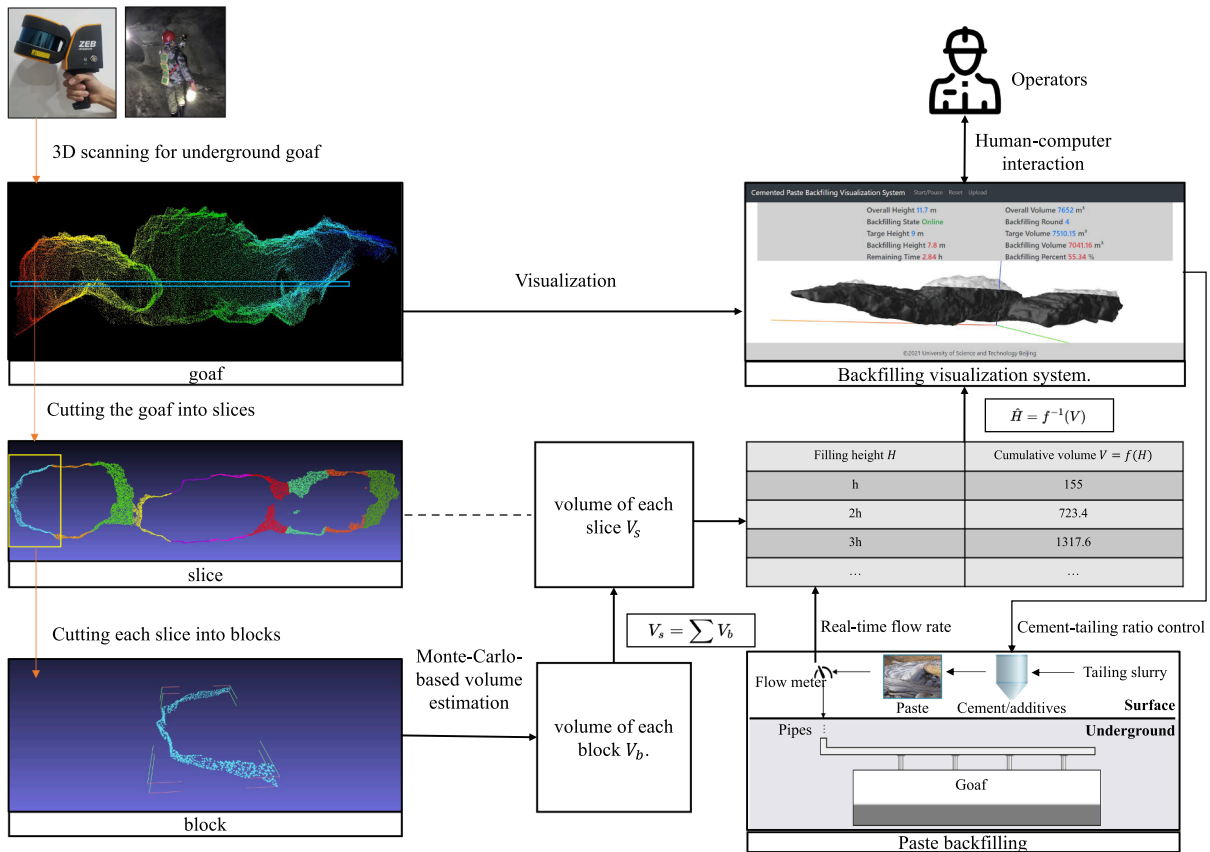 ZEB
Operators
3D scanning for underground goaf
Human-computer
interaction
Cemented Paste Backfilling Visualization System Start/Pause Reset Upload
Overall Height 11.7 m
Overall Volume 7652 m³
Backfilling State Online
Backfilling Round 4
Targe Height 9 m
Targe Volume 7510.15 m³
Backfilling Height 7.8 m
Backfilling Volume 7041.16 m³
Remaining Time 2.84 h
Backfilling Percent 55.34 %
©2021 University of Science and Technology Beijing
Visualization
goaf
Backfilling visualization system.
Cutting the goaf into slices
Ĥ = f⁻¹(V)
Filling height H
Cumulative volume V = f(H)
h
155
2h
723.4
3h
1317.6
…
…
volume of each
slice V_S
slice
Cutting each slice into blocks
V_s = ∑ V_b
Real-time flow rate
Cement-tailing ratio control
Monte-Carlo-
based volume
estimation
volume of each
block V_b.
Flow meter
Paste
Cement/additives
Tailing slurry
Surface
Underground
Pipes
Goaf
block
Paste backfilling